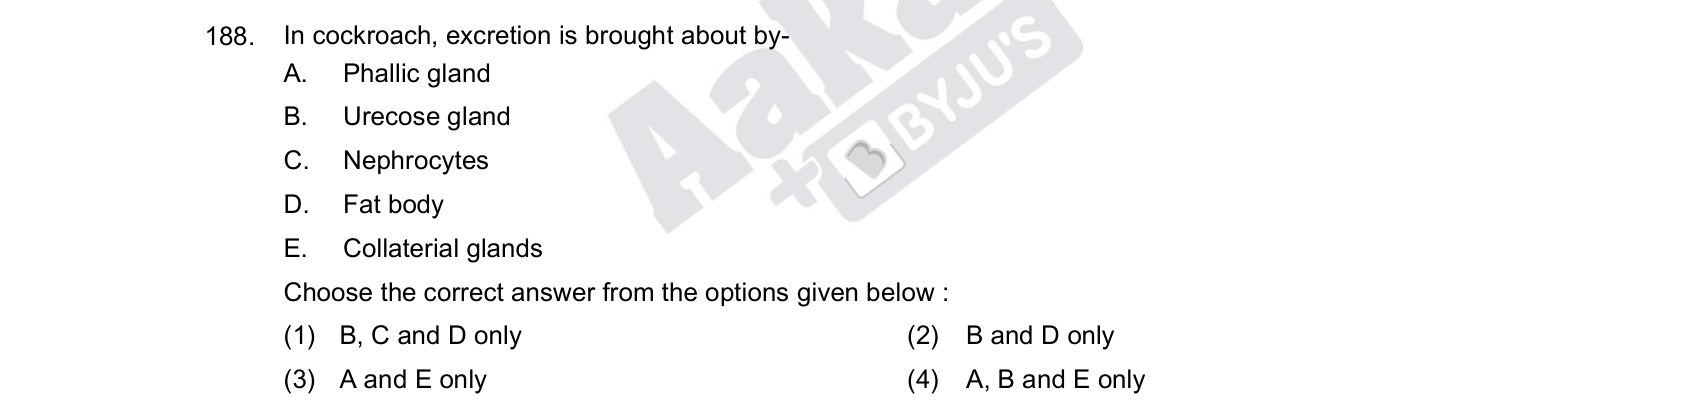 188. In cockroach, excretion is brought about by-
A. Phallic gland
B. Urecose gland
C. Nephrocytes
D. Fat body
E. Collaterial glands
Choose the correct answer from the options given below :
(1) B, C and D only (2) B and D only
(3) A and E only (4) A, B and E only
BYJU'S